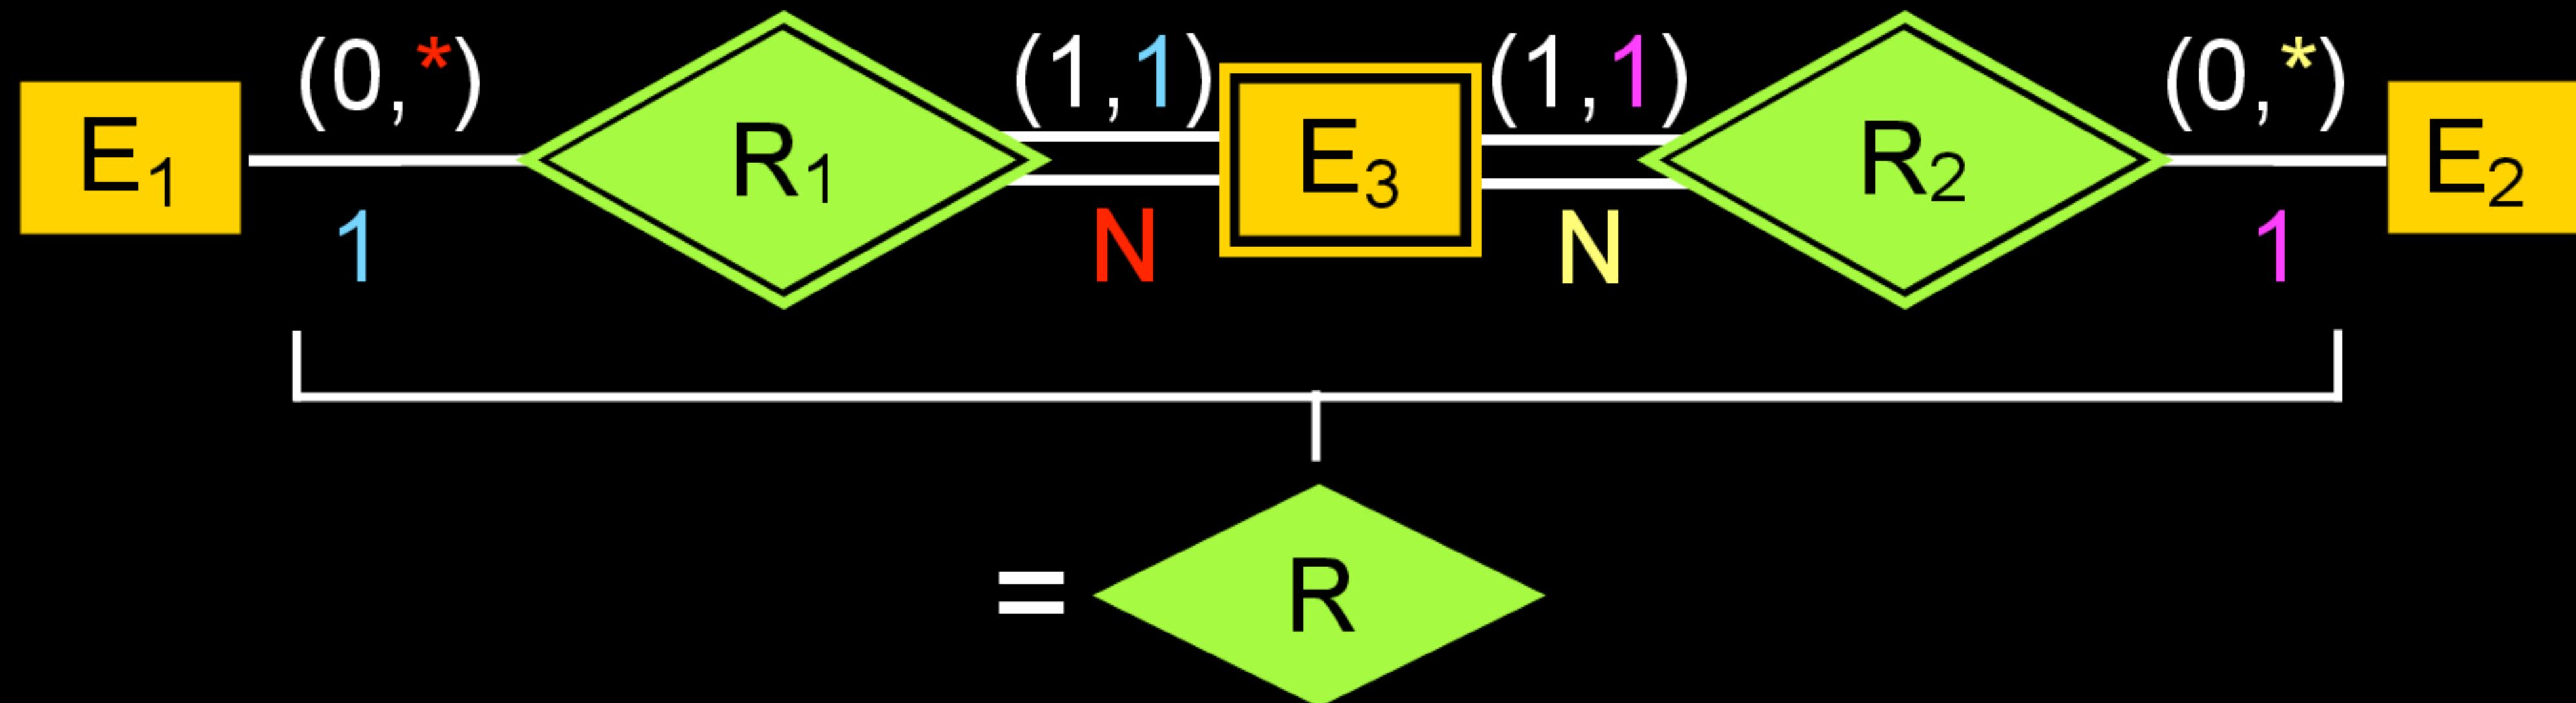 (0,*) (1,1) (1,1) (0,*)
E₁ R₁ E₃ R₂ E₂
1 N N 1
= R